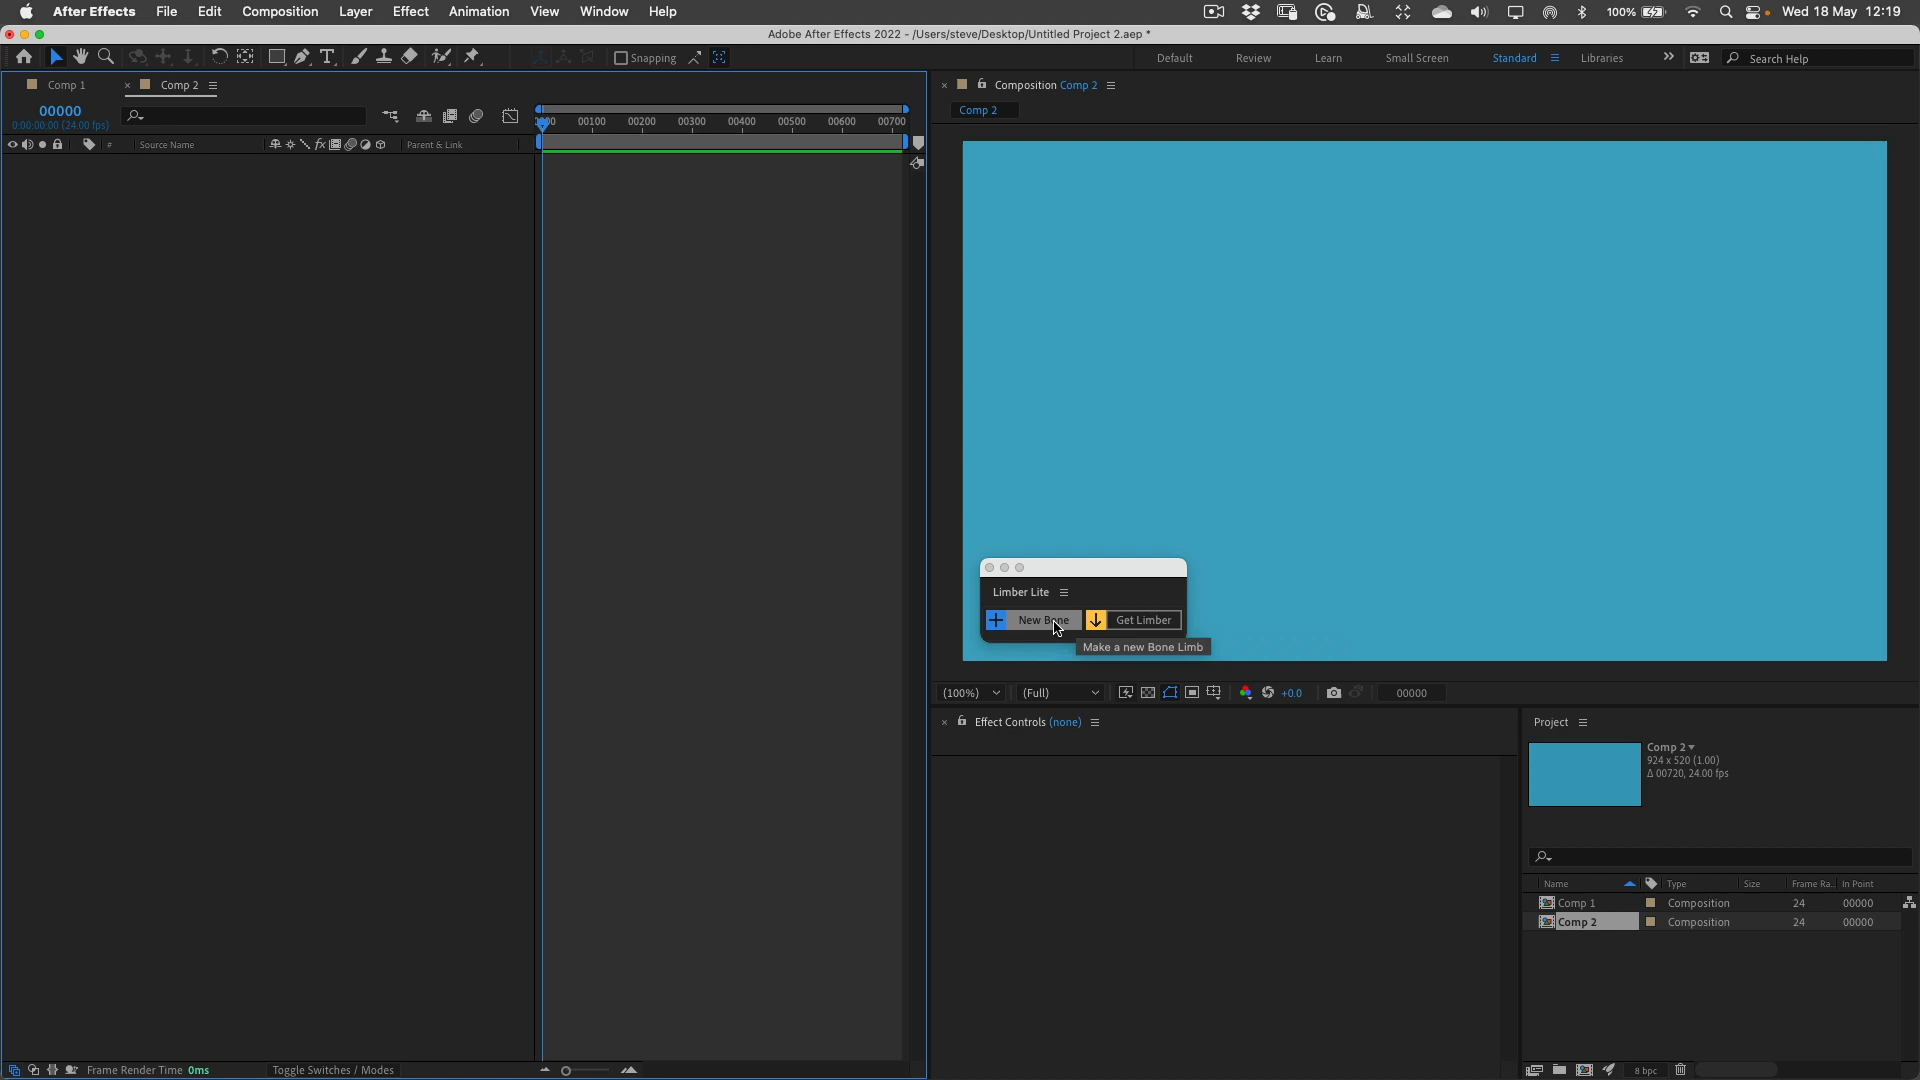 After Effects File Edit Composition Layer Effect Animation View Window Help 100% Wed 18 May 12:19
Adobe After Effects 2022 - /Users/steve/Desktop/Untitled Project 2.aep *
Snapping Default Review Learn Small Screen Standard Libraries Search Help
Comp 1 Comp 2
Composition Comp 2
00000
0:00:00:00 (24.00 fps)
00100 00200 00300 00400 00500 00600 00700
Comp 2
# Source Name fx Parent & Link
Limber Lite
New Bone Get Limber
Make a new Bone Limb
(100%) (Full) +0.0 00000
Effect Controls (none)
Project
Comp 2
924 x 520 (1.00)
Δ 00720, 24.00 fps
Name Type Size Frame Ra.. In Point
Comp 1 Composition 24 00000
Comp 2 Composition 24 00000
Frame Render Time 0ms Toggle Switches / Modes
8 bpc